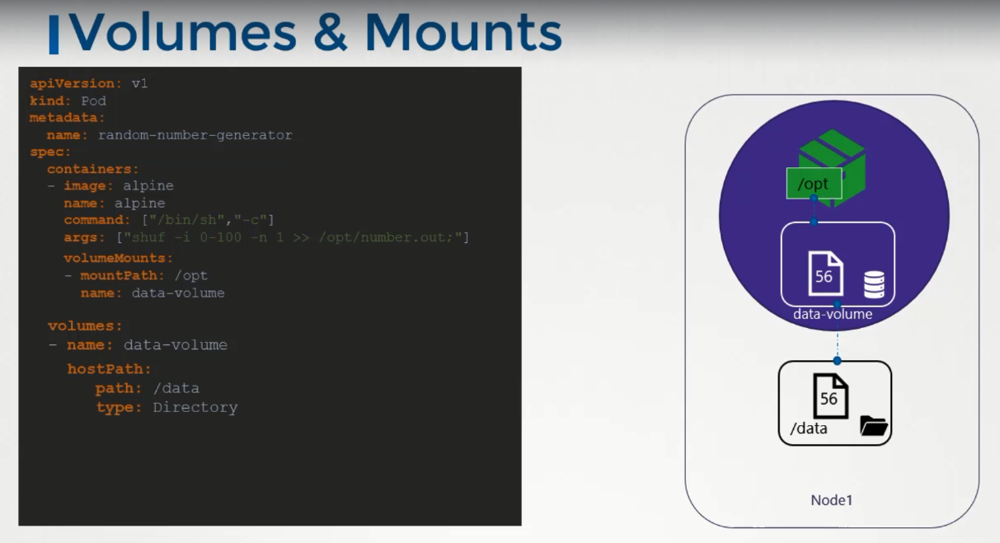 Volumes & Mounts
apiVersion: v1
kind: Pod
metadata:
  name: random-number-generator
spec:
  containers:
  - image: alpine
    name: alpine
    command: ["/bin/sh","-c"]
    args: ["shuf -i 0-100 -n 1 >> /opt/number.out;"]
    volumeMounts:
    - mountPath: /opt
      name: data-volume
  volumes:
  - name: data-volume
    hostPath:
       path: /data
       type: Directory
/opt
56
data-volume
56
/data
Node1